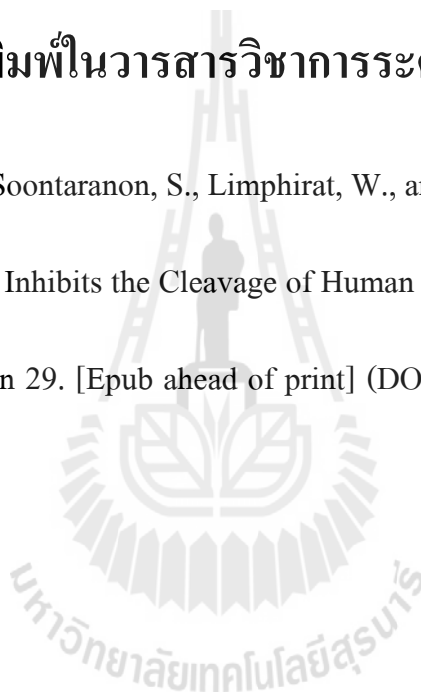 พิมพ์ในวารสารวิชาการระด
Soontaranon, S., Limphirat, W., an
Inhibits the Cleavage of Human
n 29. [Epub ahead of print] (DO
มหาวิทยาลัยเทคโนโลยีสุรนารี